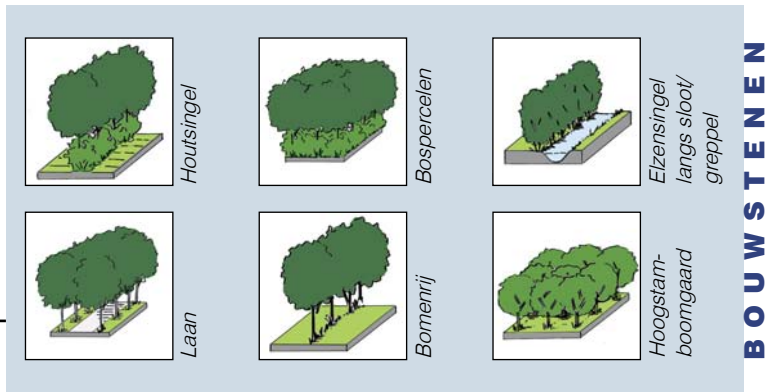 BOUWSTENEN
Houtsingel
Bospercelen
Elzensingel
langs sloot/
greppel
Laan
Bomenrij
Hoogstam-
boomgaard